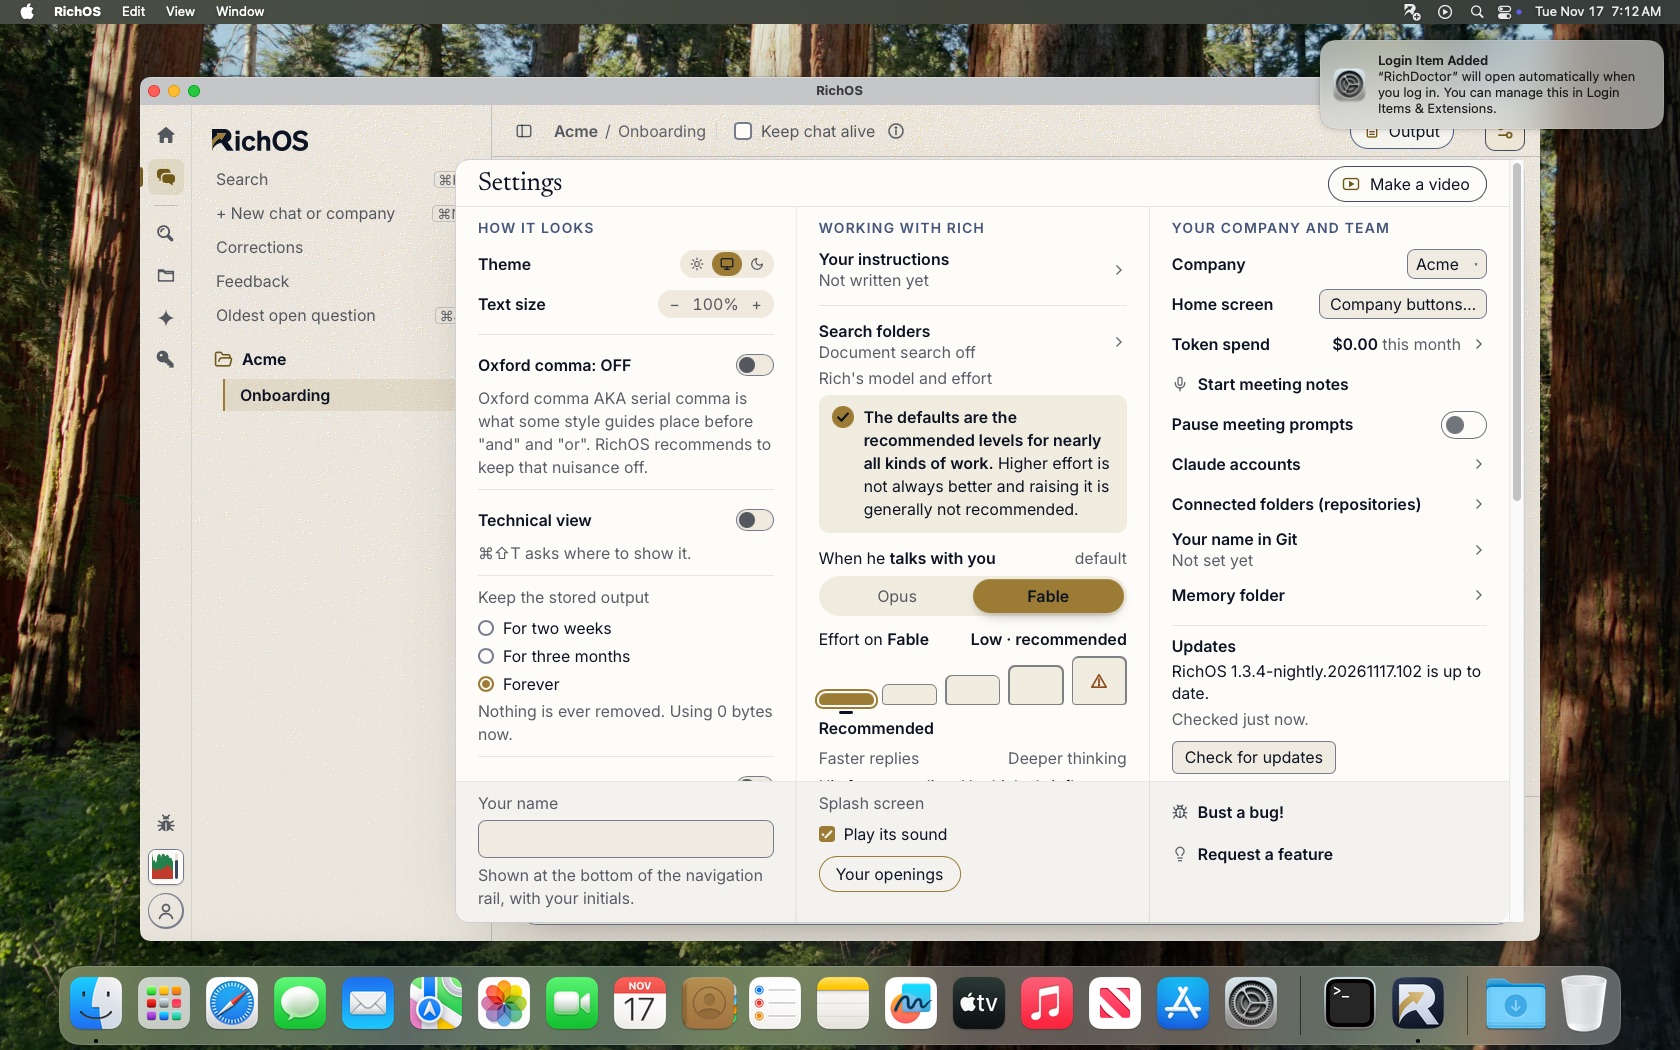 RichOS Edit View Window
Tue Nov 17 7:12 AM
Login Item Added
“RichDoctor” will open automatically when
you log in. You can manage this in Login
Items & Extensions.
RichOS
RichOS
Search
+ New chat or company
Corrections
Feedback
Oldest open question
Acme
Onboarding
Acme / Onboarding
Keep chat alive
Output
Settings
Make a video
HOW IT LOOKS
Theme
Text size
− 100% +
Oxford comma: OFF
Oxford comma AKA serial comma is
what some style guides place before
"and" and "or". RichOS recommends to
keep that nuisance off.
Technical view
⌘⇧T asks where to show it.
Keep the stored output
For two weeks
For three months
Forever
Nothing is ever removed. Using 0 bytes
now.
Your name
Shown at the bottom of the navigation
rail, with your initials.
WORKING WITH RICH
Your instructions
Not written yet
Search folders
Document search off
Rich's model and effort
The defaults are the
recommended levels for nearly
all kinds of work. Higher effort is
not always better and raising it is
generally not recommended.
When he talks with you default
Opus Fable
Effort on Fable Low · recommended
Recommended
Faster replies Deeper thinking
Splash screen
Play its sound
Your openings
YOUR COMPANY AND TEAM
Company Acme
Home screen Company buttons...
Token spend $0.00 this month
Start meeting notes
Pause meeting prompts
Claude accounts
Connected folders (repositories)
Your name in Git
Not set yet
Memory folder
Updates
RichOS 1.3.4-nightly.20261117.102 is up to
date.
Checked just now.
Check for updates
Bust a bug!
Request a feature
NOV
17
tv